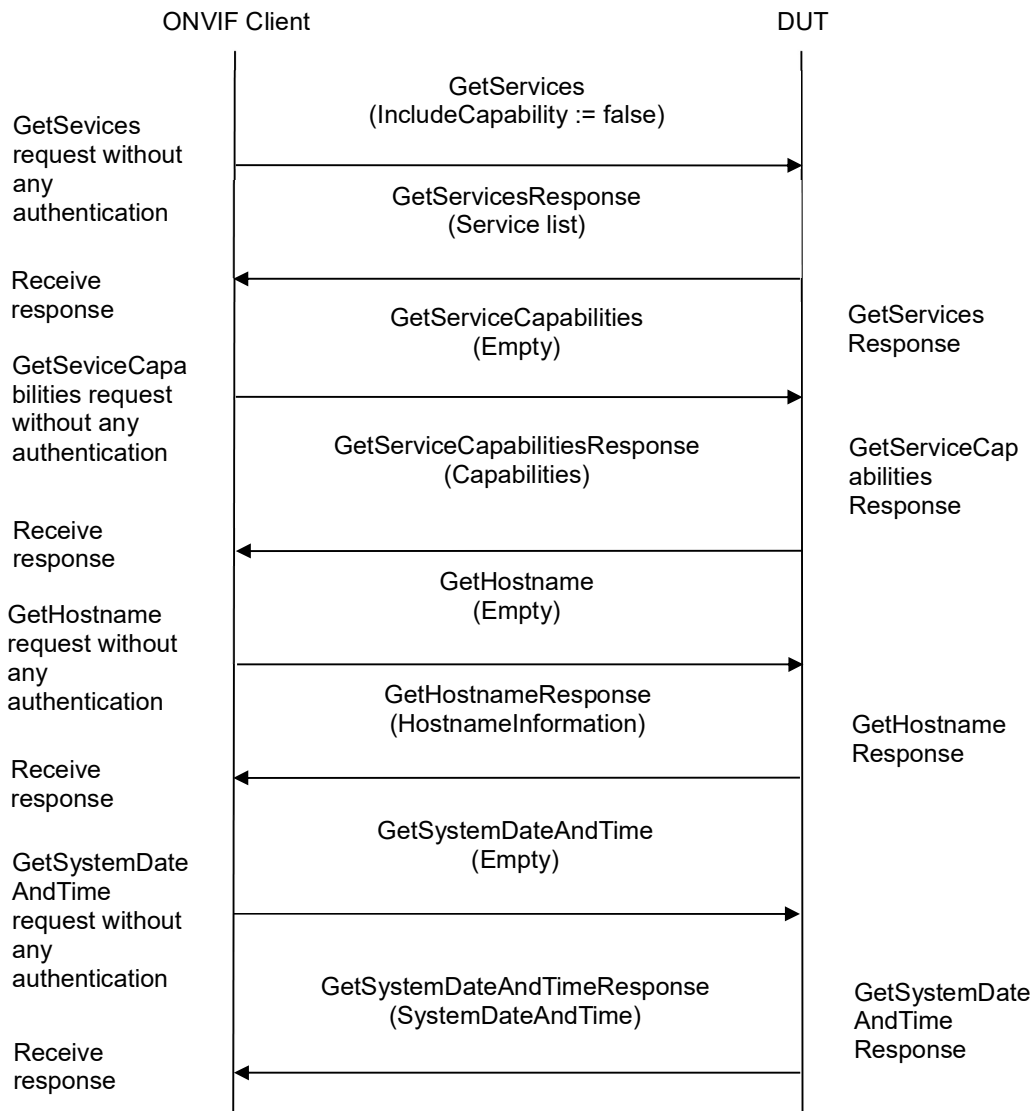 ONVIF Client
DUT
GetServices
(IncludeCapability := false)
GetSevices
request without
any
authentication
GetServicesResponse
(Service list)
Receive
response
GetServices
Response
GetServiceCapabilities
(Empty)
GetSeviceCapa
bilities request
without any
authentication
GetServiceCapabilitiesResponse
(Capabilities)
GetServiceCap
abilities
Response
Receive
response
GetHostname
(Empty)
GetHostname
request without
any
authentication
GetHostnameResponse
(HostnameInformation)
GetHostname
Response
Receive
response
GetSystemDateAndTime
(Empty)
GetSystemDate
AndTime
request without
any
authentication
GetSystemDateAndTimeResponse
(SystemDateAndTime)
GetSystemDate
AndTime
Response
Receive
response